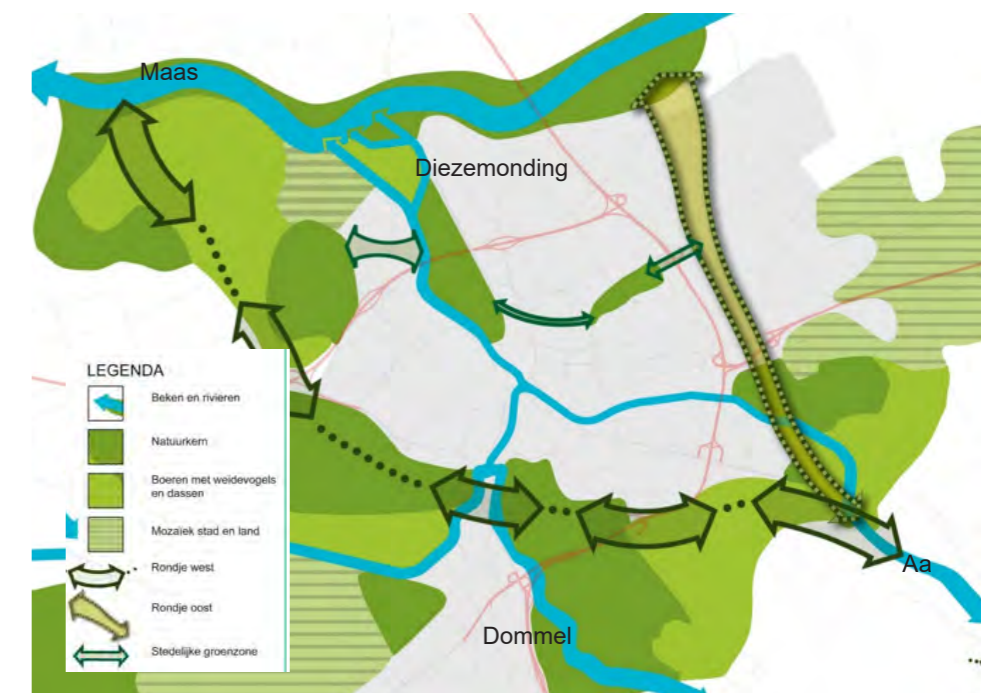 Maas
Diezemonding
LEGENDA
Beken en rivieren
Natuurkern
Boeren met weidevogels
en dassen
Mozaïek stad en land
Rondje west
Rondje oost
Stedelijke groenzone
Aa
Dommel